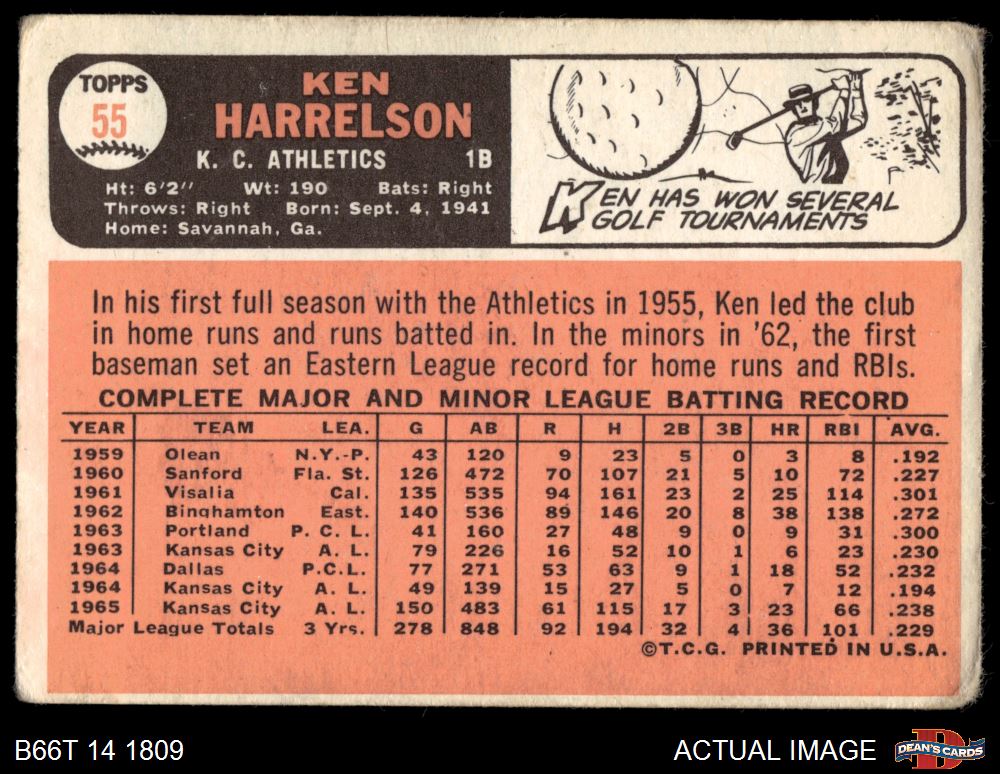 TOPPS
55
KEN
HARRELSON
K. C. ATHLETICS 1B
Ht: 6'2" Wt: 190 Bats: Right
Throws: Right Born: Sept. 4, 1941
Home: Savannah, Ga.
KEN HAS WON SEVERAL
GOLF TOURNAMENTS
In his first full season with the Athletics in 1955, Ken led the club
in home runs and runs batted in. In the minors in '62, the first
baseman set an Eastern League record for home runs and RBIs.
COMPLETE MAJOR AND MINOR LEAGUE BATTING RECORD
YEAR TEAM LEA. G AB R H 2B 3B HR RBI AVG.
1959 Olean N.Y.-P. 43 120 9 23 5 0 3 8 .192
1960 Sanford Fla. St. 126 472 70 107 21 5 10 72 .227
1961 Visalia Cal. 135 535 94 161 23 2 25 114 .301
1962 Binghamton East. 140 536 89 146 20 8 38 138 .272
1963 Portland P. C. L. 41 160 27 48 9 0 9 31 .300
1963 Kansas City A. L. 79 226 16 52 10 1 6 23 .230
1964 Dallas P.C.L. 77 271 53 63 9 1 18 52 .232
1964 Kansas City A. L. 49 139 15 27 5 0 7 12 .194
1965 Kansas City A. L. 150 483 61 115 17 3 23 66 .238
Major League Totals 3 Yrs. 278 848 92 194 32 4 36 101 .229
©T.C.G. PRINTED IN U.S.A.
B66T 14 1809
ACTUAL IMAGE
DEAN'S CARDS